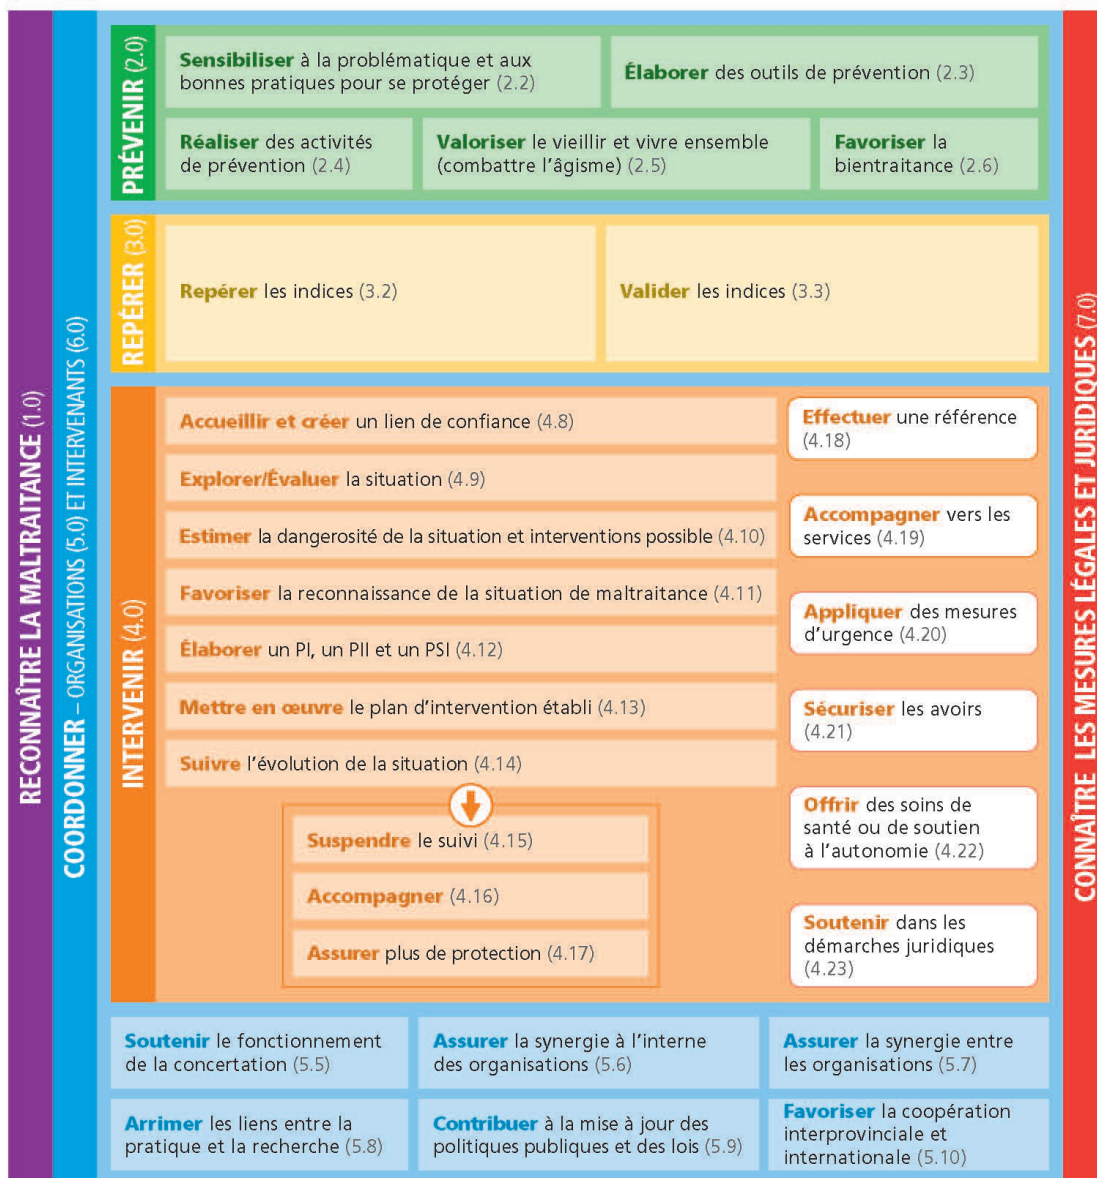 RECONNAÎTRE LA MALTRAITANCE (1.0)
COORDONNER – ORGANISATIONS (5.0) ET INTERVENANTS (6.0)
PRÉVENIR (2.0)
Sensibiliser à la problématique et aux
bonnes pratiques pour se protéger (2.2)
Élaborer des outils de prévention (2.3)
Réaliser des activités
de prévention (2.4)
Valoriser le vieillir et vivre ensemble
(combattre l'âgisme) (2.5)
Favoriser la
bientraitance (2.6)
REPÉRER (3.0)
Repérer les indices (3.2)
Valider les indices (3.3)
INTERVENIR (4.0)
Accueillir et créer un lien de confiance (4.8)
Explorer/Évaluer la situation (4.9)
Estimer la dangerosité de la situation et interventions possible (4.10)
Favoriser la reconnaissance de la situation de maltraitance (4.11)
Élaborer un PI, un PII et un PSI (4.12)
Mettre en œuvre le plan d'intervention établi (4.13)
Suivre l'évolution de la situation (4.14)
Suspendre le suivi (4.15)
Accompagner (4.16)
Assurer plus de protection (4.17)
Effectuer une référence
(4.18)
Accompagner vers les
services (4.19)
Appliquer des mesures
d'urgence (4.20)
Sécuriser les avoirs
(4.21)
Offrir des soins de
santé ou de soutien
à l'autonomie (4.22)
Soutenir dans les
démarches juridiques
(4.23)
Soutenir le fonctionnement
de la concertation (5.5)
Assurer la synergie à l'interne
des organisations (5.6)
Assurer la synergie entre
les organisations (5.7)
Arrimer les liens entre la
pratique et la recherche (5.8)
Contribuer à la mise à jour des
politiques publiques et des lois (5.9)
Favoriser la coopération
interprovinciale et
internationale (5.10)
CONNAÎTRE LES MESURES LÉGALES ET JURIDIQUES (7.0)